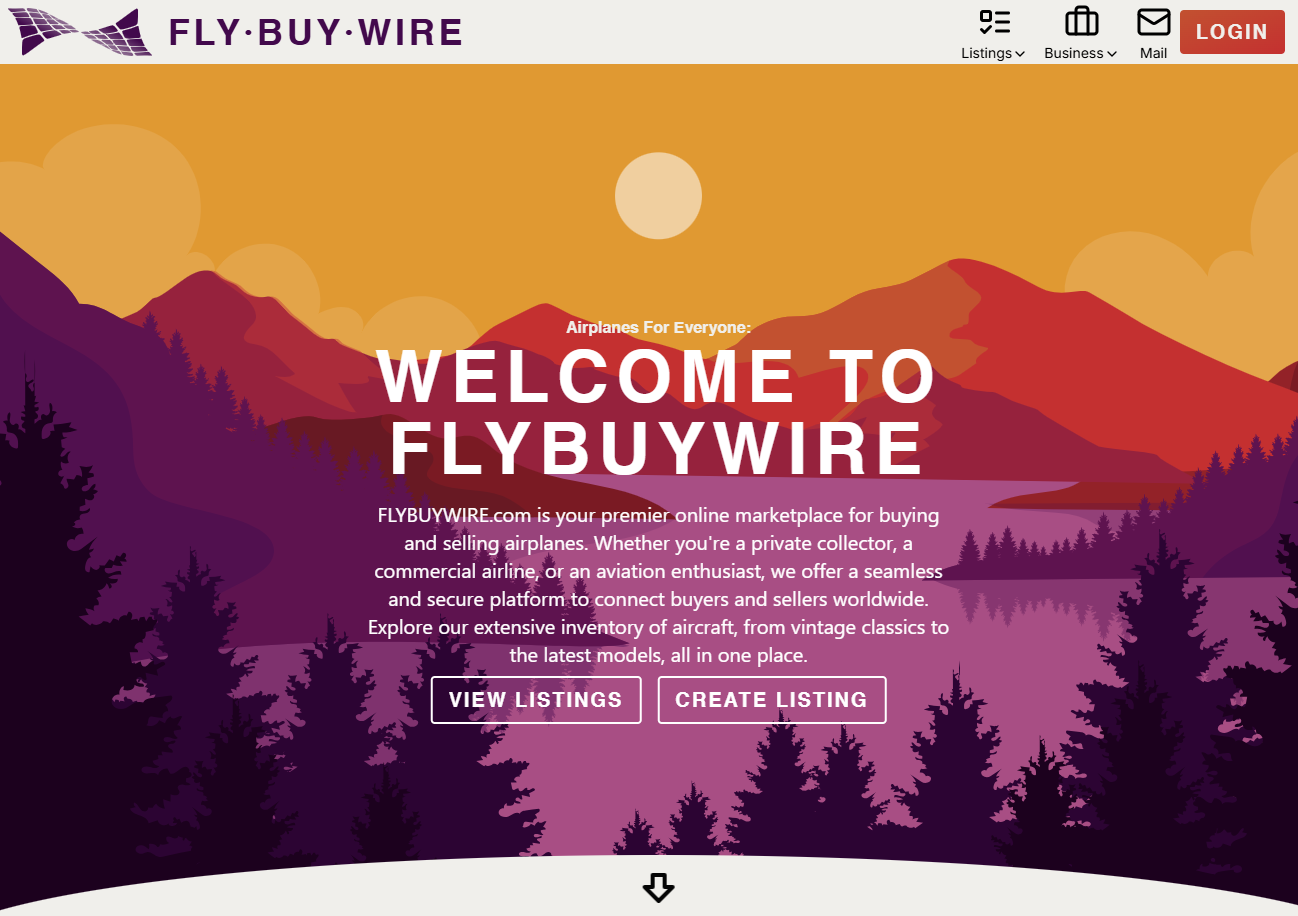 FLY·BUY·WIRE
Listings
Business
Mail
LOGIN
Airplanes For Everyone:
WELCOME TO
FLYBUYWIRE
FLYBUYWIRE.com is your premier online marketplace for buying
and selling airplanes. Whether you're a private collector, a
commercial airline, or an aviation enthusiast, we offer a seamless
and secure platform to connect buyers and sellers worldwide.
Explore our extensive inventory of aircraft, from vintage classics to
the latest models, all in one place.
VIEW LISTINGS
CREATE LISTING